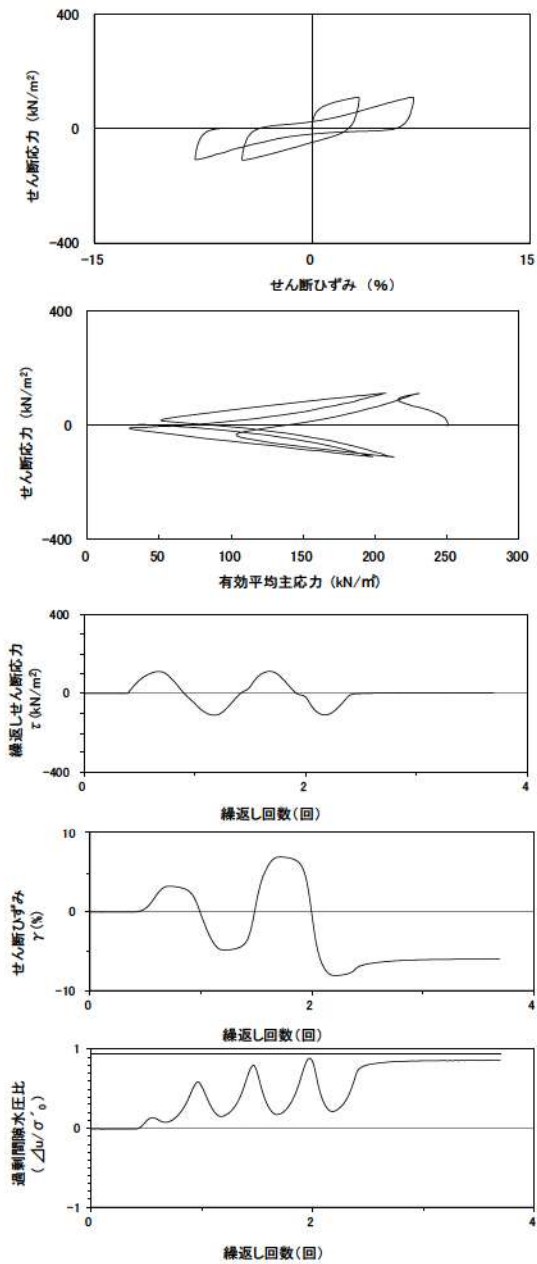 400
せん断応力 (kN/m²)
0
-400
-15
0
15
せん断ひずみ (%)
400
せん断応力 (kN/m²)
0
-400
0
50
100
150
200
250
300
有効平均主応力 (kN/㎡)
400
繰返しせん断応力
τ(kN/m²)
0
-400
0
2
4
繰返し回数(回)
10
せん断ひずみ
γ(%)
0
-10
0
2
4
繰返し回数(回)
1
過剰間隙水圧比
(⊿u/σ´₀)
0
-1
0
2
4
繰返し回数(回)